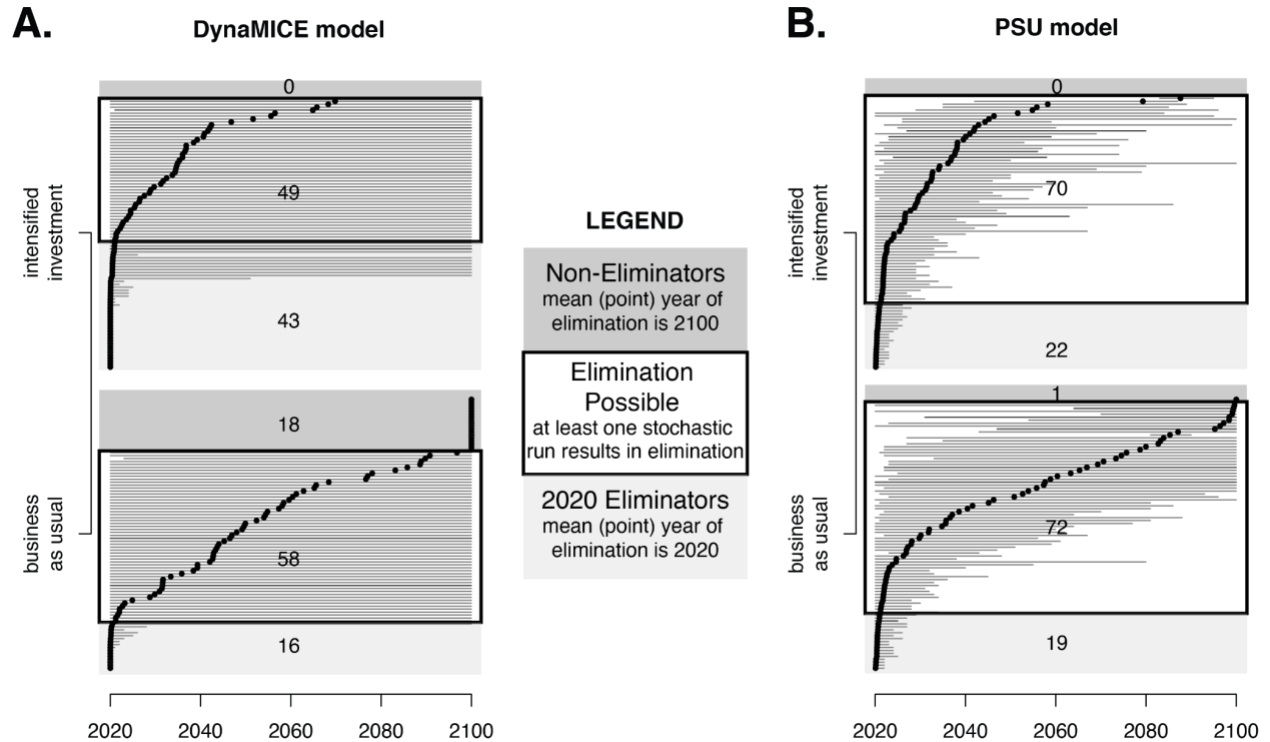 A.
DynaMICE model
0
49
43
intensified
investment
18
58
16
business
as usual
2020
2040
2060
2080
2100
LEGEND
Non-Eliminators
mean (point) year of
elimination is 2100
Elimination
Possible
at least one stochastic
run results in elimination
2020 Eliminators
mean (point) year of
elimination is 2020
B.
PSU model
0
70
22
intensified
investment
1
72
19
business
as usual
2020
2040
2060
2080
2100